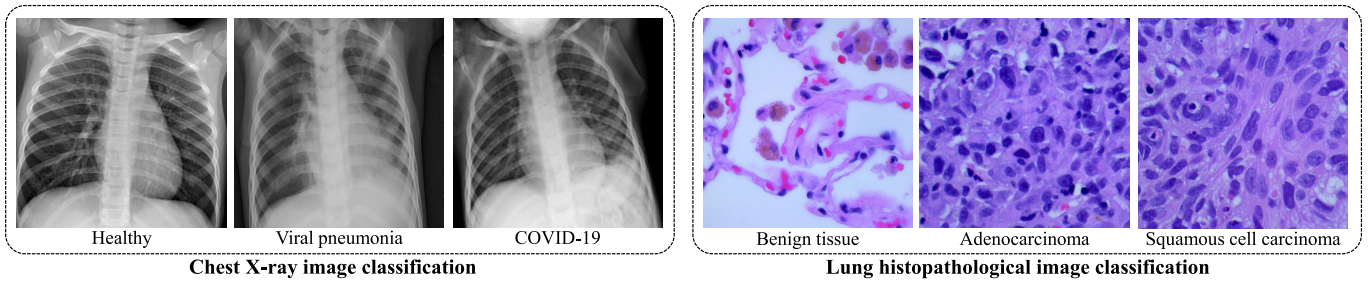 Healthy
Viral pneumonia
COVID-19
Chest X-ray image classification
Benign tissue
Adenocarcinoma
Squamous cell carcinoma
Lung histopathological image classification